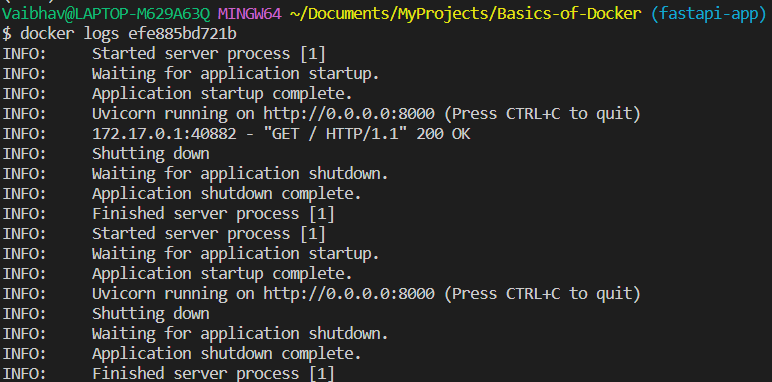 Vaibhav@LAPTOP-M629A63Q MINGW64 ~/Documents/MyProjects/Basics-of-Docker (fastapi-app)
$ docker logs efe885bd721b
INFO:     Started server process [1]
INFO:     Waiting for application startup.
INFO:     Application startup complete.
INFO:     Uvicorn running on http://0.0.0.0:8000 (Press CTRL+C to quit)
INFO:     172.17.0.1:40882 - "GET / HTTP/1.1" 200 OK
INFO:     Shutting down
INFO:     Waiting for application shutdown.
INFO:     Application shutdown complete.
INFO:     Finished server process [1]
INFO:     Started server process [1]
INFO:     Waiting for application startup.
INFO:     Application startup complete.
INFO:     Uvicorn running on http://0.0.0.0:8000 (Press CTRL+C to quit)
INFO:     Shutting down
INFO:     Waiting for application shutdown.
INFO:     Application shutdown complete.
INFO:     Finished server process [1]